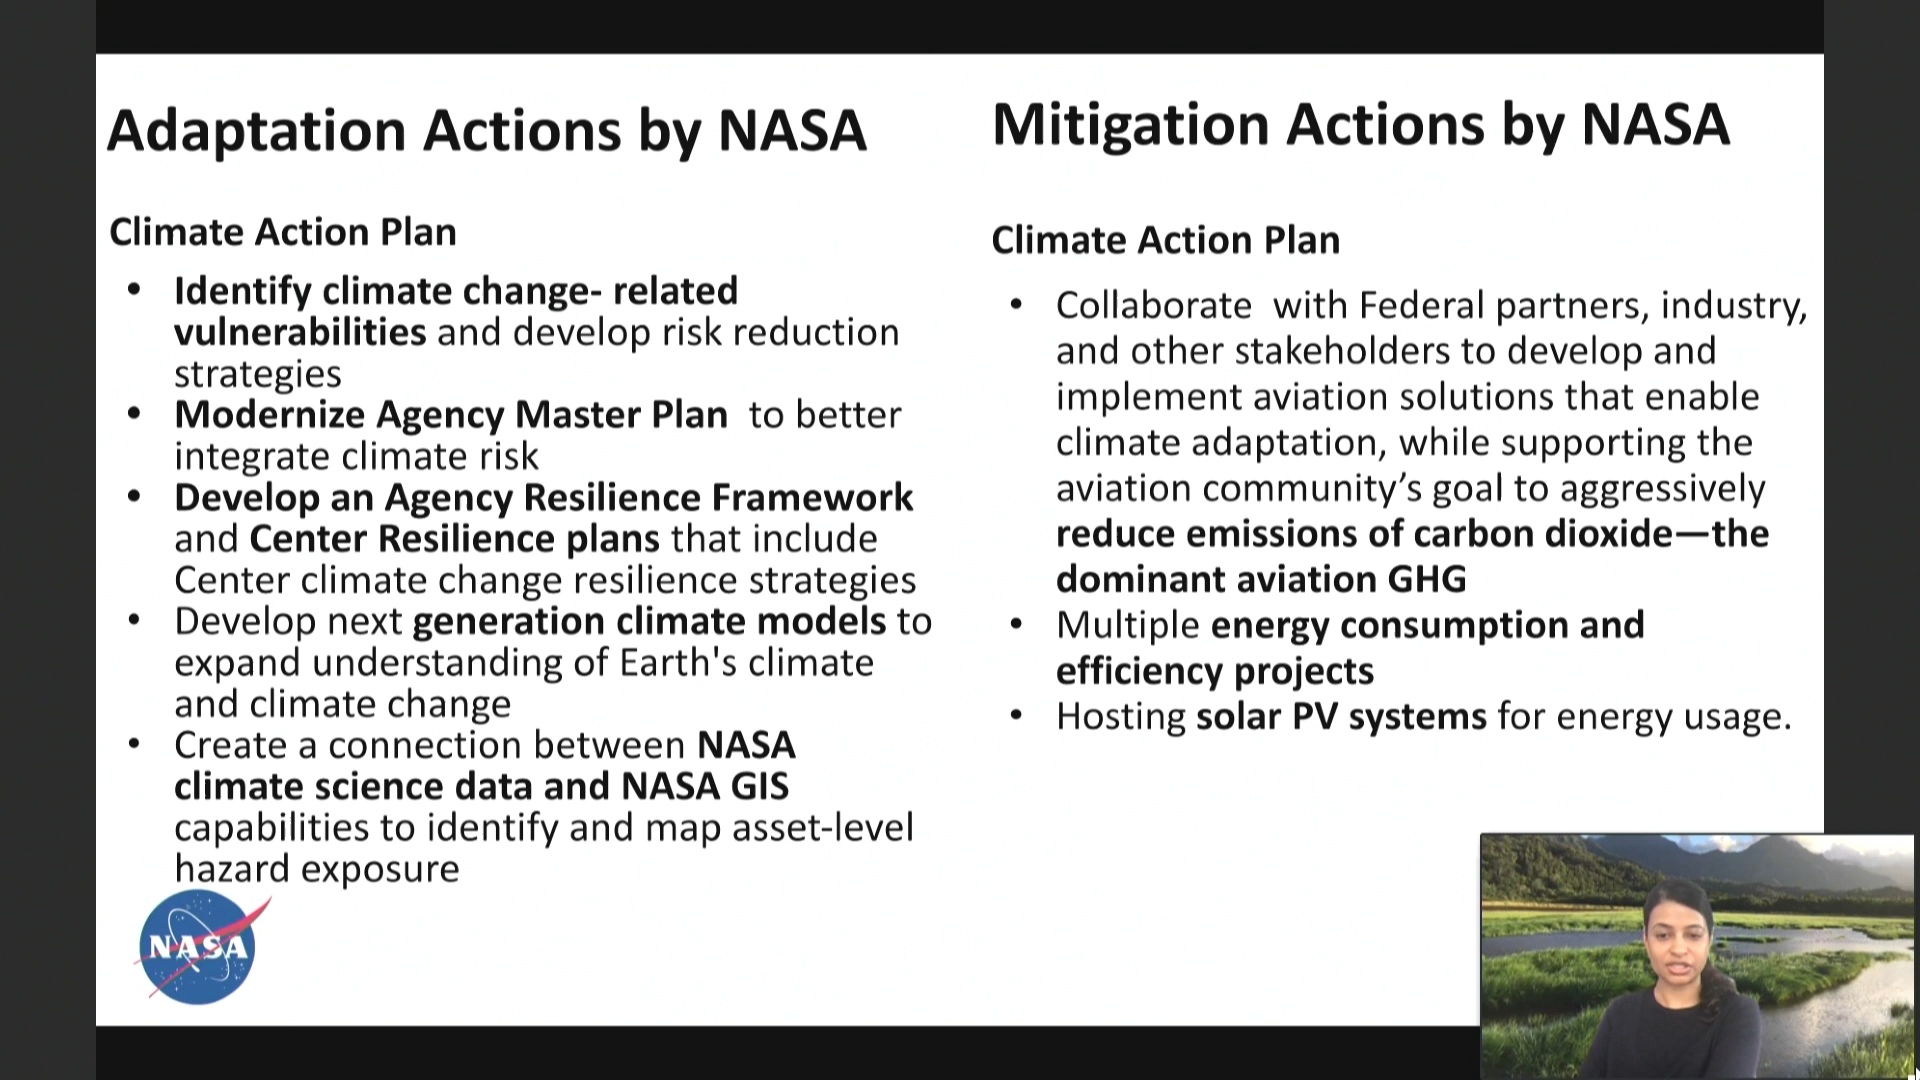 Adaptation Actions by NASA
Climate Action Plan
• Identify climate change- related
vulnerabilities and develop risk reduction
strategies
• Modernize Agency Master Plan  to better
integrate climate risk
• Develop an Agency Resilience Framework
and Center Resilience plans that include
Center climate change resilience strategies
• Develop next generation climate models to
expand understanding of Earth's climate
and climate change
• Create a connection between NASA
climate science data and NASA GIS
capabilities to identify and map asset-level
hazard exposure
NASA
Mitigation Actions by NASA
Climate Action Plan
• Collaborate  with Federal partners, industry,
and other stakeholders to develop and
implement aviation solutions that enable
climate adaptation, while supporting the
aviation community’s goal to aggressively
reduce emissions of carbon dioxide—the
dominant aviation GHG
• Multiple energy consumption and
efficiency projects
• Hosting solar PV systems for energy usage.